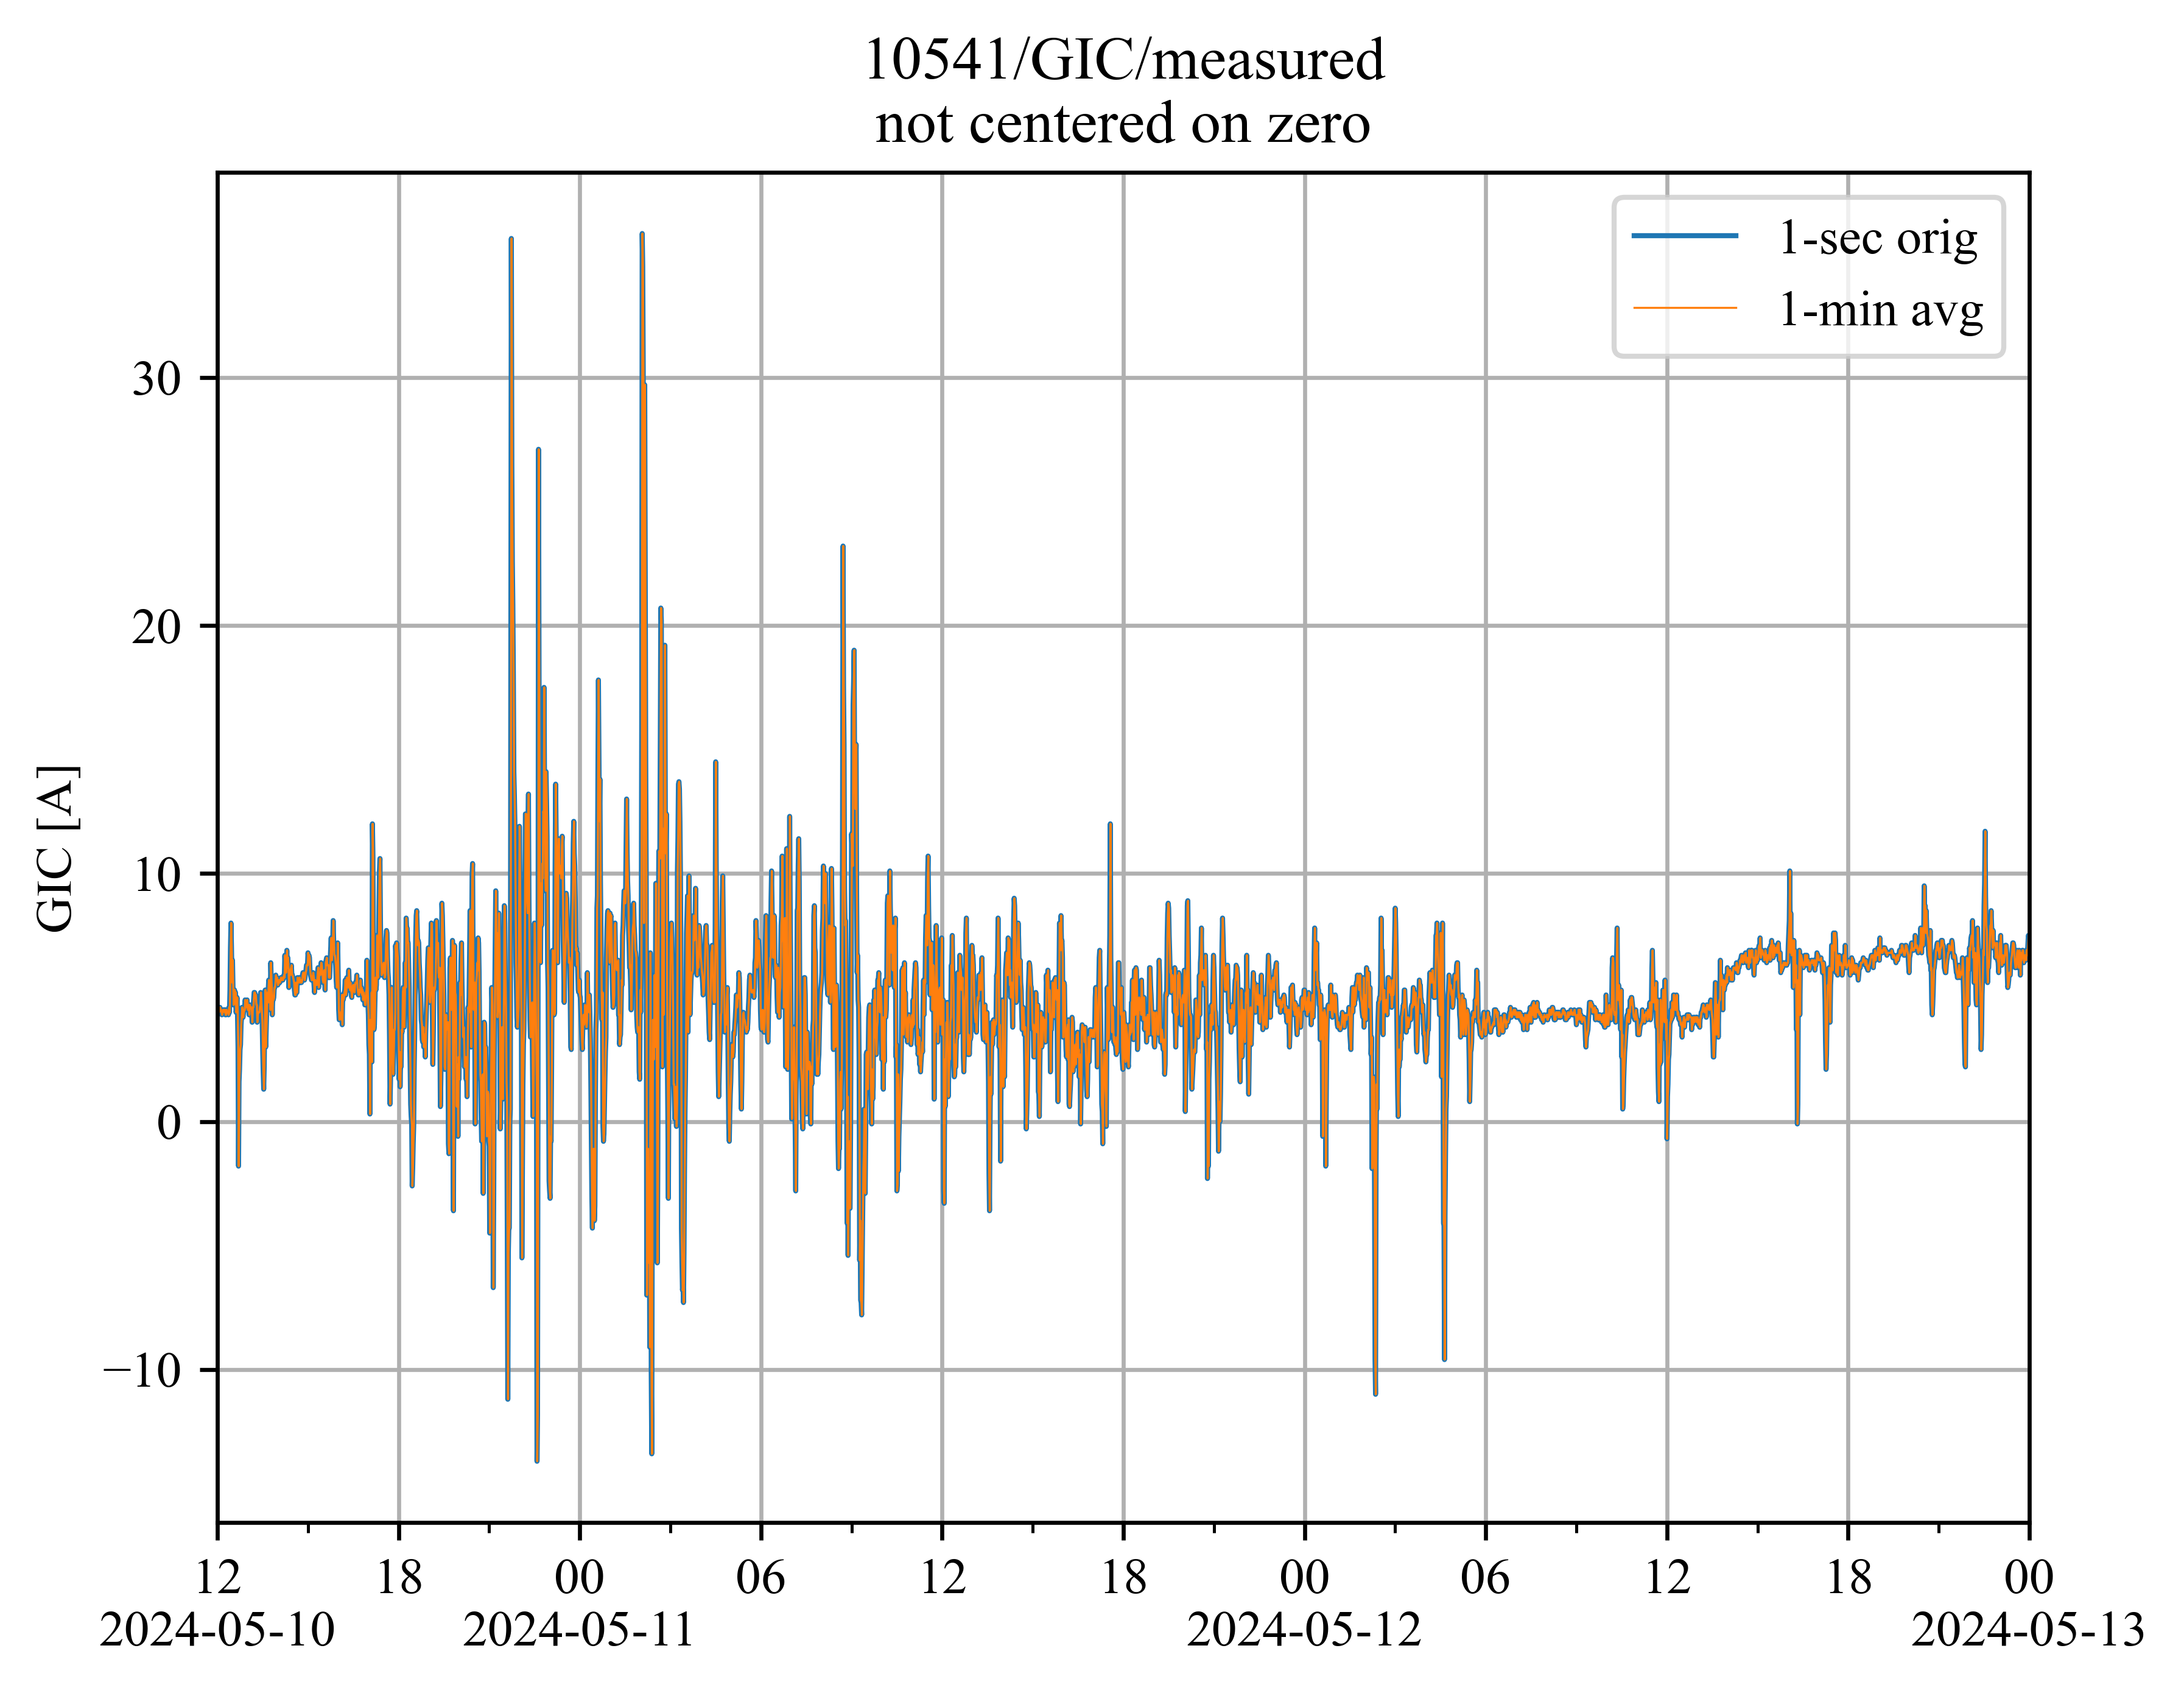 10541/GIC/measured
not centered on zero
1-sec orig
1-min avg
GIC [A]
30
20
10
0
−10
12 18 00 06 12 18 00 06 12 18 00
2024-05-10 2024-05-11 2024-05-12 2024-05-13